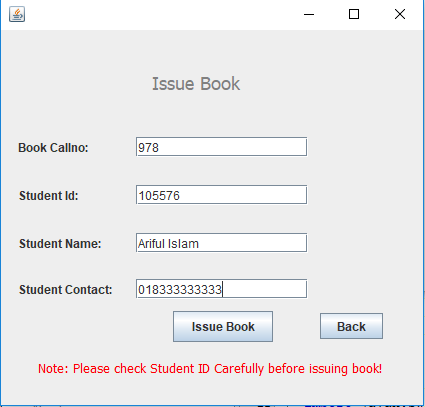 Issue Book
Book Callno: 978
Student Id: 105576
Student Name: Ariful Islam
Student Contact: 018333333333
Issue Book Back
Note: Please check Student ID Carefully before issuing book!